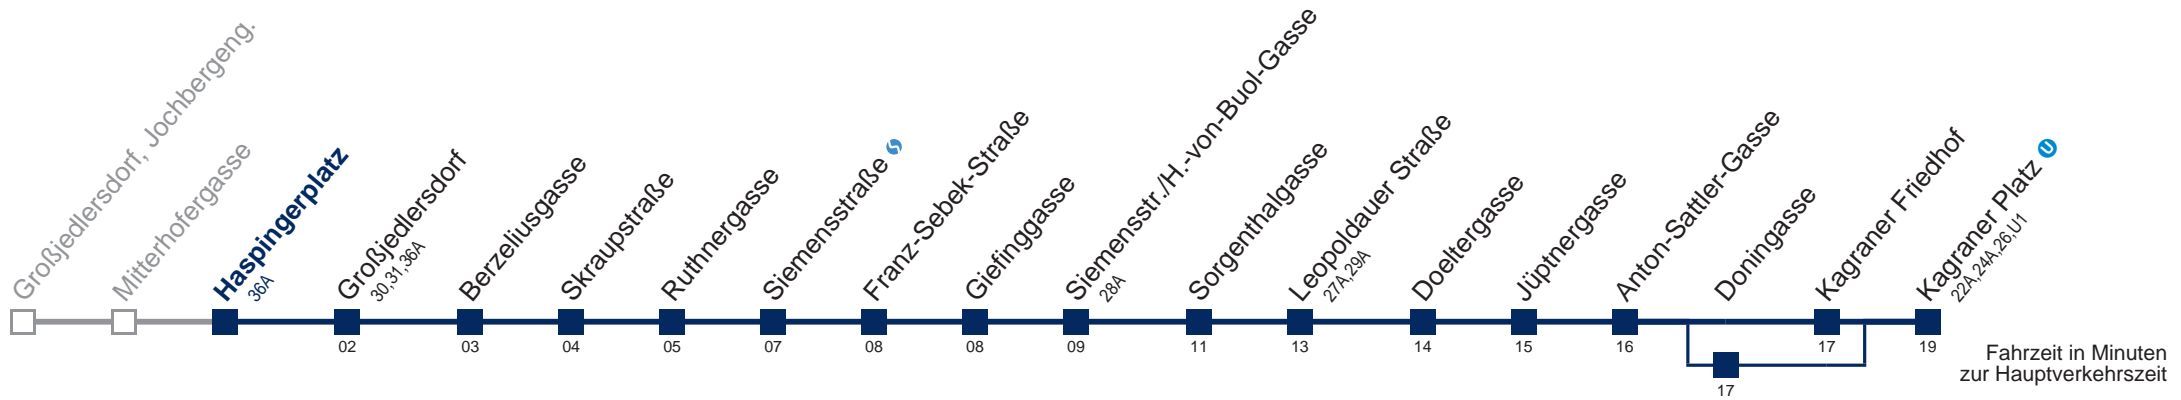 Großjedlersdorf, Jochbergeng.
Mitterhofergasse
Haspingerplatz
36A
Großjedlersdorf
30,31,36A
Berzeliusgasse
Skraupstraße
Ruthnergasse
Siemensstraße S
Franz-Sebek-Straße
Giefinggasse
Siemensstr./H.-von-Buol-Gasse
28A
Sorgenthalgasse
Leopoldauer Straße
27A,29A
Doeltergasse
Jüptnergasse
Anton-Sattler-Gasse
Doningasse
Kagraner Friedhof
Kagraner Platz U
22A,24A,26,U1
02 03 04 05 07 08 08 09 11 13 14 15 16 17 19
17
Fahrzeit in Minuten
zur Hauptverkehrszeit